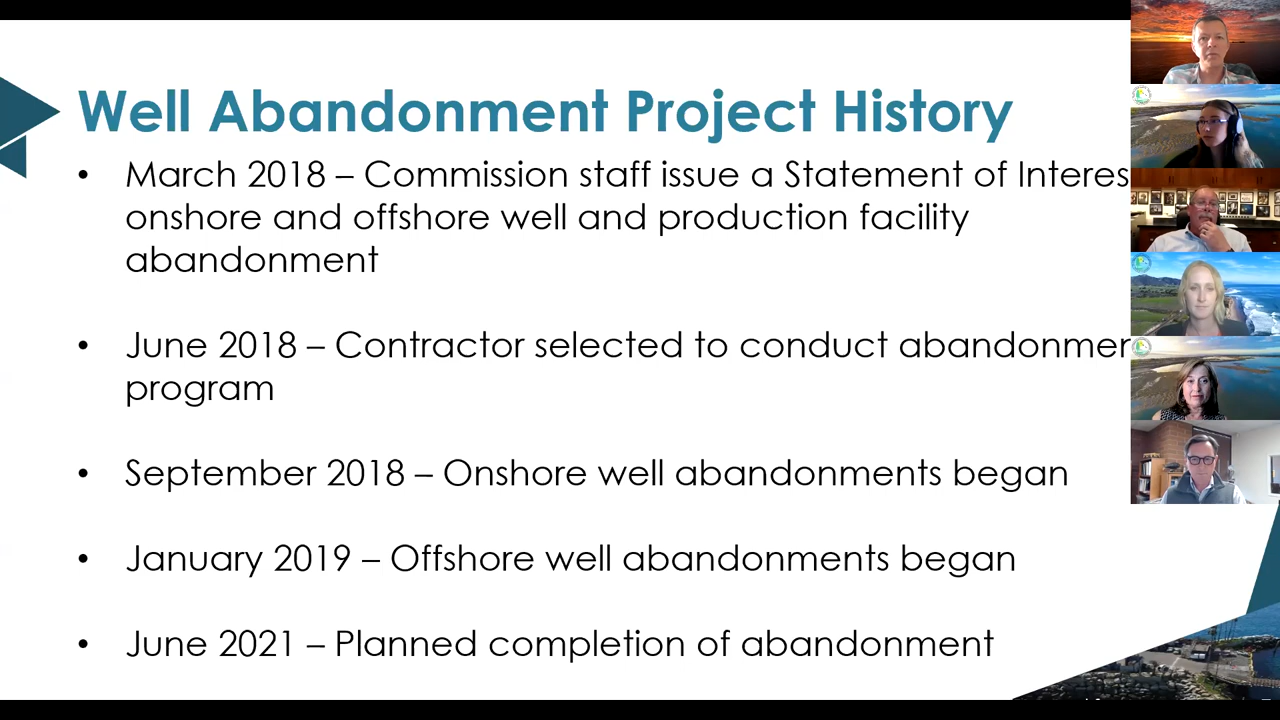 Well Abandonment Project History
• March 2018 – Commission staff issue a Statement of Interes
onshore and offshore well and production facility
abandonment
• June 2018 – Contractor selected to conduct abandonmen
program
• September 2018 – Onshore well abandonments began
• January 2019 – Offshore well abandonments began
• June 2021 – Planned completion of abandonment